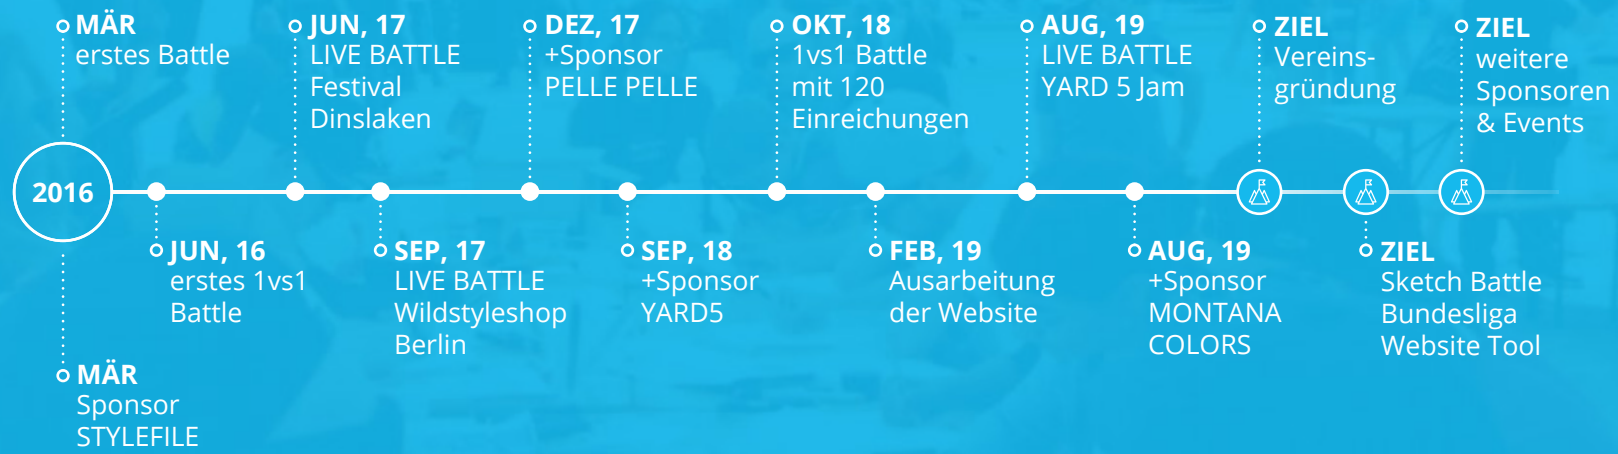 MÄR
erstes Battle
JUN, 17
LIVE BATTLE
Festival
Dinslaken
DEZ, 17
+Sponsor
PELLE PELLE
OKT, 18
1vs1 Battle
mit 120
Einreichungen
AUG, 19
LIVE BATTLE
YARD 5 Jam
ZIEL
Vereins-
gründung
ZIEL
weitere
Sponsoren
& Events
2016
JUN, 16
erstes 1vs1
Battle
SEP, 17
LIVE BATTLE
Wildstyleshop
Berlin
SEP, 18
+Sponsor
YARD5
FEB, 19
Ausarbeitung
der Website
AUG, 19
+Sponsor
MONTANA
COLORS
ZIEL
Sketch Battle
Bundesliga
Website Tool
MÄR
Sponsor
STYLEFILE